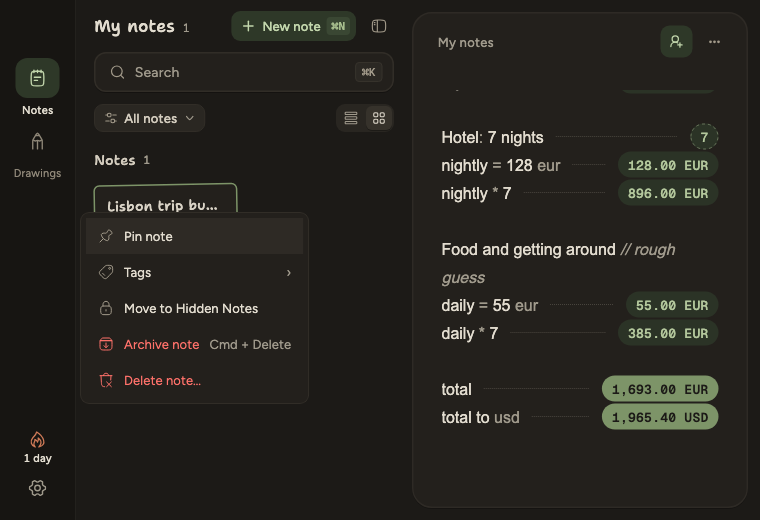 Notes
Drawings
1 day
My notes 1
New note ⌘N
Search ⌘K
All notes
Notes 1
Lisbon trip bu...
Pin note
Tags
Move to Hidden Notes
Archive note Cmd + Delete
Delete note...
My notes
Hotel: 7 nights 7
nightly = 128 eur 128.00 EUR
nightly * 7 896.00 EUR
Food and getting around // rough
guess
daily = 55 eur 55.00 EUR
daily * 7 385.00 EUR
total 1,693.00 EUR
total to usd 1,965.40 USD